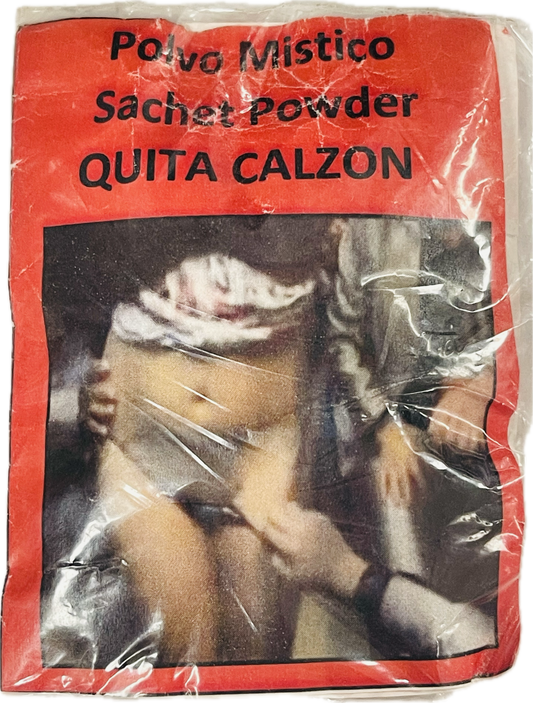 Polvo Mistico
Sachet Powder
QUITA CALZON